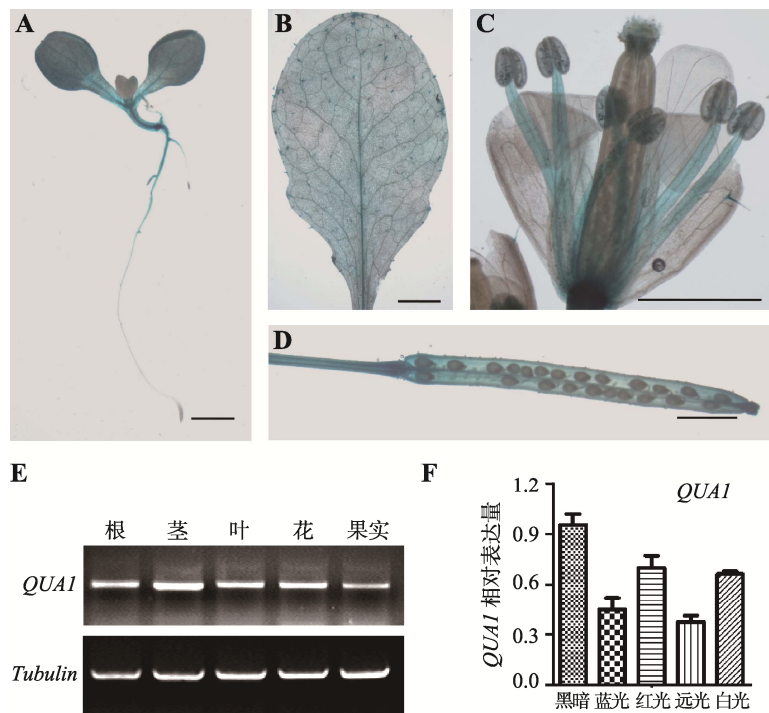 A
B
C
D
E
根 茎 叶 花 果实
QUA1
Tubulin
F
QUA1
QUA1 相对表达量
1.2
0.9
0.6
0.3
0.0
黑暗 蓝光 红光 远光 白光